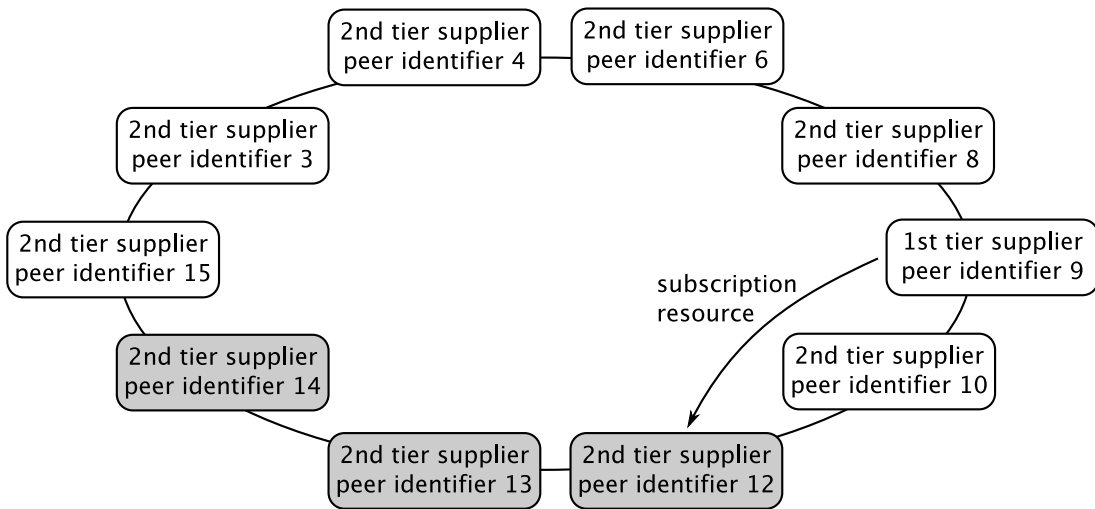 2nd tier supplier
peer identifier 4
2nd tier supplier
peer identifier 6
2nd tier supplier
peer identifier 3
2nd tier supplier
peer identifier 8
2nd tier supplier
peer identifier 15
1st tier supplier
peer identifier 9
subscription
resource
2nd tier supplier
peer identifier 14
2nd tier supplier
peer identifier 10
2nd tier supplier
peer identifier 13
2nd tier supplier
peer identifier 12